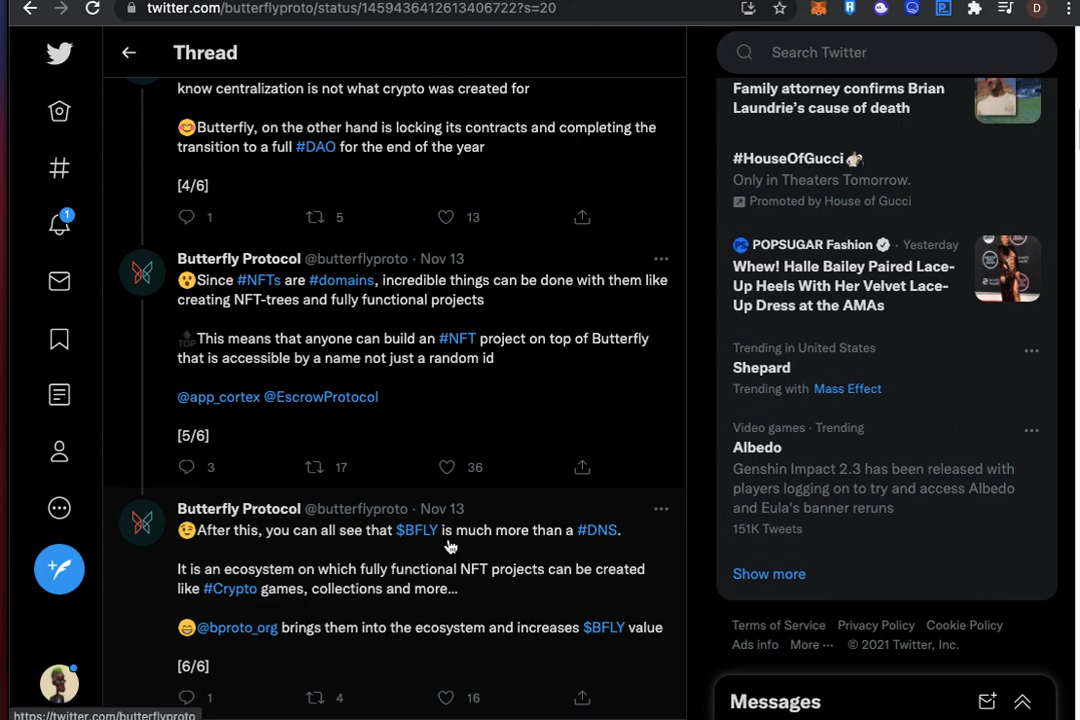 twitter.com/butterflyproto/status/1459436412613406722?s=20
D
Thread
know centralization is not what crypto was created for
Butterfly, on the other hand is locking its contracts and completing the
transition to a full #DAO for the end of the year
[4/6]
1 5 13
Butterfly Protocol @butterflyproto · Nov 13
Since #NFTs are #domains, incredible things can be done with them like
creating NFT-trees and fully functional projects
TOP This means that anyone can build an #NFT project on top of Butterfly
that is accessible by a name not just a random id
@app_cortex @EscrowProtocol
[5/6]
3 17 36
Butterfly Protocol @butterflyproto · Nov 13
After this, you can all see that $BFLY is much more than a #DNS.
It is an ecosystem on which fully functional NFT projects can be created
like #Crypto games, collections and more...
@bproto_org brings them into the ecosystem and increases $BFLY value
[6/6]
1 4 16
1
https://twitter.com/butterflyproto
Search Twitter
Family attorney confirms Brian
Laundrie's cause of death
#HouseOfGucci
Only in Theaters Tomorrow.
Promoted by House of Gucci
POPSUGAR Fashion · Yesterday
Whew! Halle Bailey Paired Lace-
Up Heels With Her Velvet Lace-
Up Dress at the AMAs
Trending in United States
Shepard
Trending with Mass Effect
Video games · Trending
Albedo
Genshin Impact 2.3 has been released with
players logging on to try and access Albedo
and Eula's banner reruns
151K Tweets
Show more
Terms of Service Privacy Policy Cookie Policy
Ads info More ··· © 2021 Twitter, Inc.
Messages